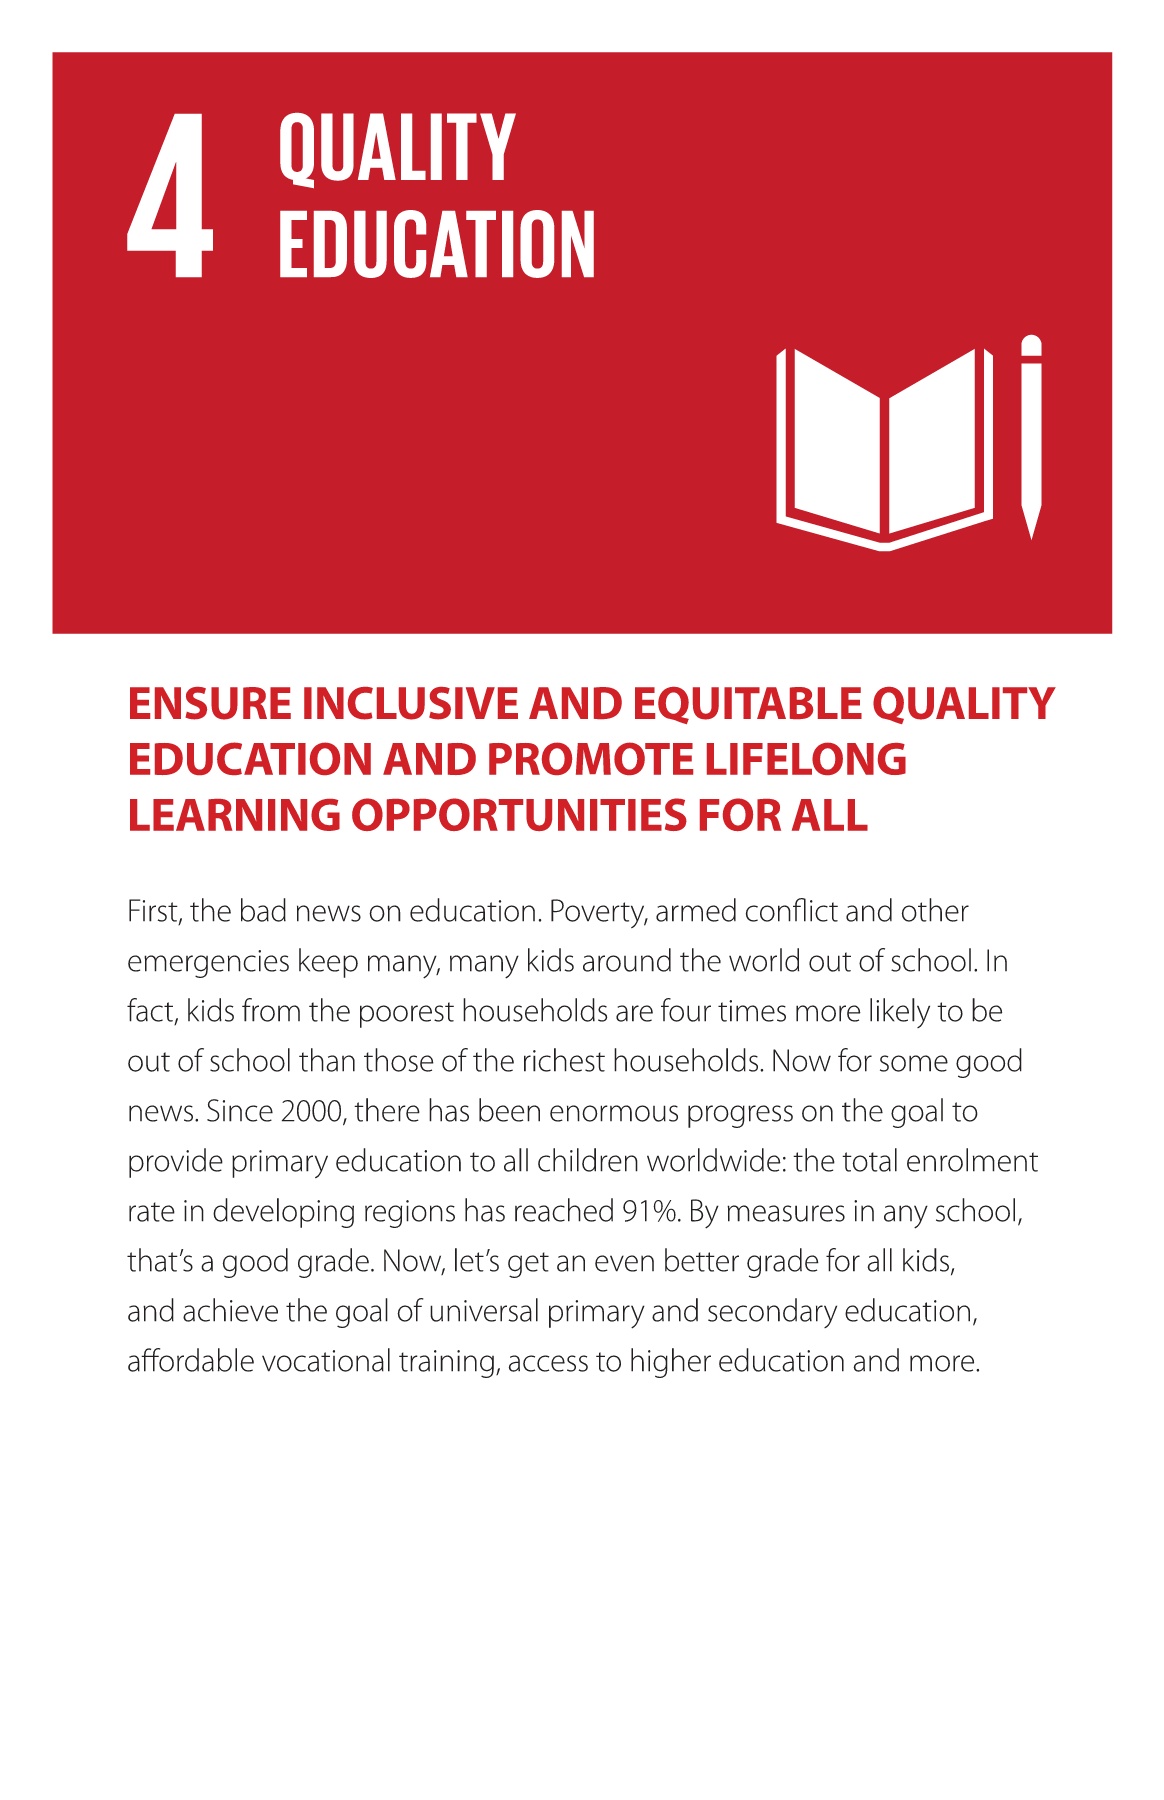 4
QUALITY
EDUCATION
ENSURE INCLUSIVE AND EQUITABLE QUALITY
EDUCATION AND PROMOTE LIFELONG
LEARNING OPPORTUNITIES FOR ALL
First, the bad news on education. Poverty, armed conflict and other
emergencies keep many, many kids around the world out of school. In
fact, kids from the poorest households are four times more likely to be
out of school than those of the richest households. Now for some good
news. Since 2000, there has been enormous progress on the goal to
provide primary education to all children worldwide: the total enrolment
rate in developing regions has reached 91%. By measures in any school,
that’s a good grade. Now, let’s get an even better grade for all kids,
and achieve the goal of universal primary and secondary education,
affordable vocational training, access to higher education and more.